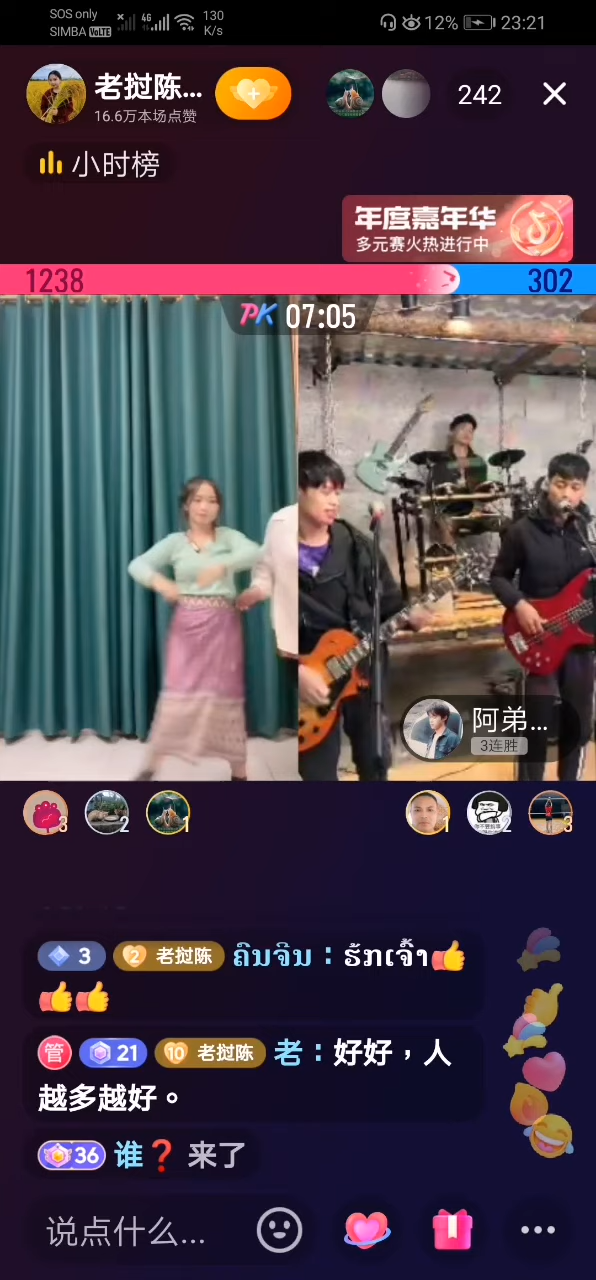 SOS only
SIMBA VoLTE
4G
130
K/s
12%
23:21
老挝陈...
16.6万本场点赞
242
小时榜
年度嘉年华
多元赛火热进行中
1238
302
PK 07:05
阿弟...
3连胜
3
2
1
1
2
3
3 2 老挝陈 ຄົນຈີນ：ຮັກເຈົ້າ👍
👍👍
管 21 10 老挝陈 老：好好，人
越多越好。
36 谁❓ 来了
说点什么...